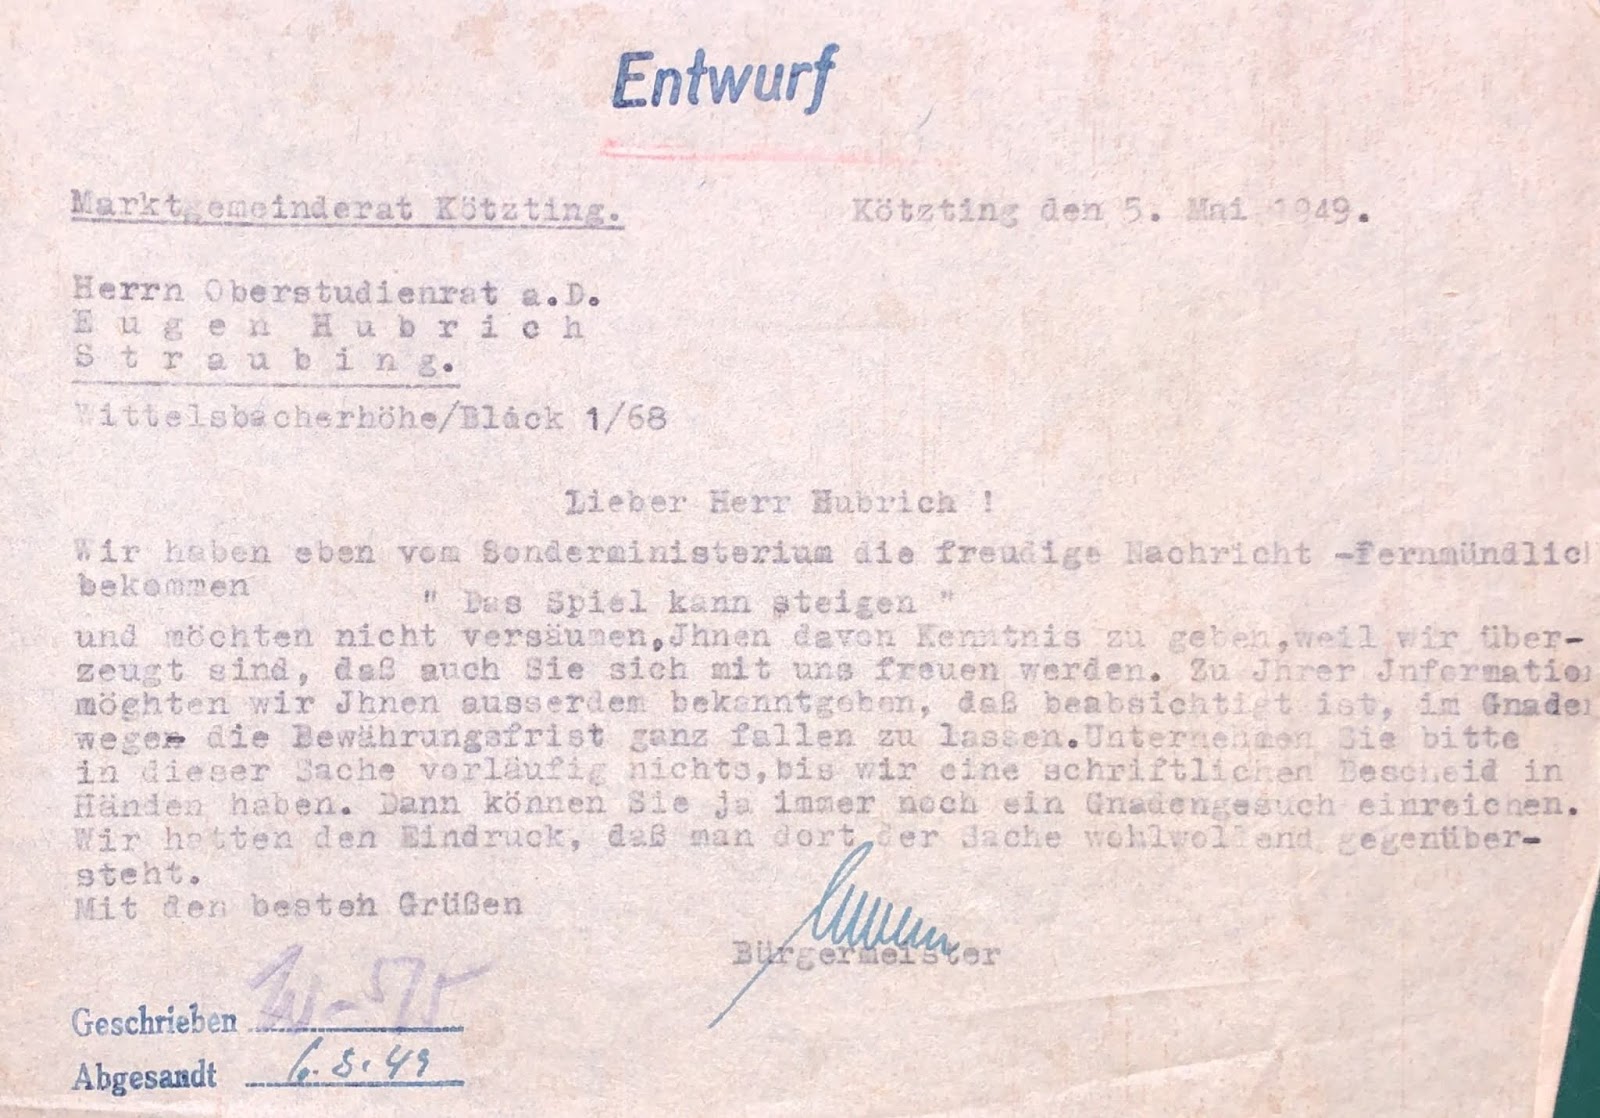 Entwurf
Marktgemeinderat Kötzting. Kötzting den 5. Mai 1949.
Herrn Oberstudienrat a.D.
Eugen Hubrich
Straubing.
Wittelsbacherhöhe/Block 1/68
Lieber Herr Hubrich !
Wir haben eben vom Sonderministerium die freudige Nachricht -Fernmündlich
bekommen
" Das Spiel kann steigen "
und möchten nicht versäumen,Jhnen davon Kenntnis zu geben,weil wir über-
zeugt sind, daß auch Sie sich mit uns freuen werden. Zu Jhrer Jnformation
möghten wir Jhnen ausserdem bekanntgeben, daß beabsichtigt ist, im Gnaden
wege die Bewährungsfrist ganz fallen zu lassen.Unternehmen Sie bitte
in dieser Sache vorläufig nichts,bis wir eine schriftlichen Bescheid in
Händen haben. Dann können Sie ja immer noch ein Gnadengesuch einreichen.
Wir hatten den Eindruck, daß man dort der Sache wohlwollend gegenüber-
steht.
Mit den besten Grüßen
Bürgermeister
Geschrieben
Abgesandt 6.5.49